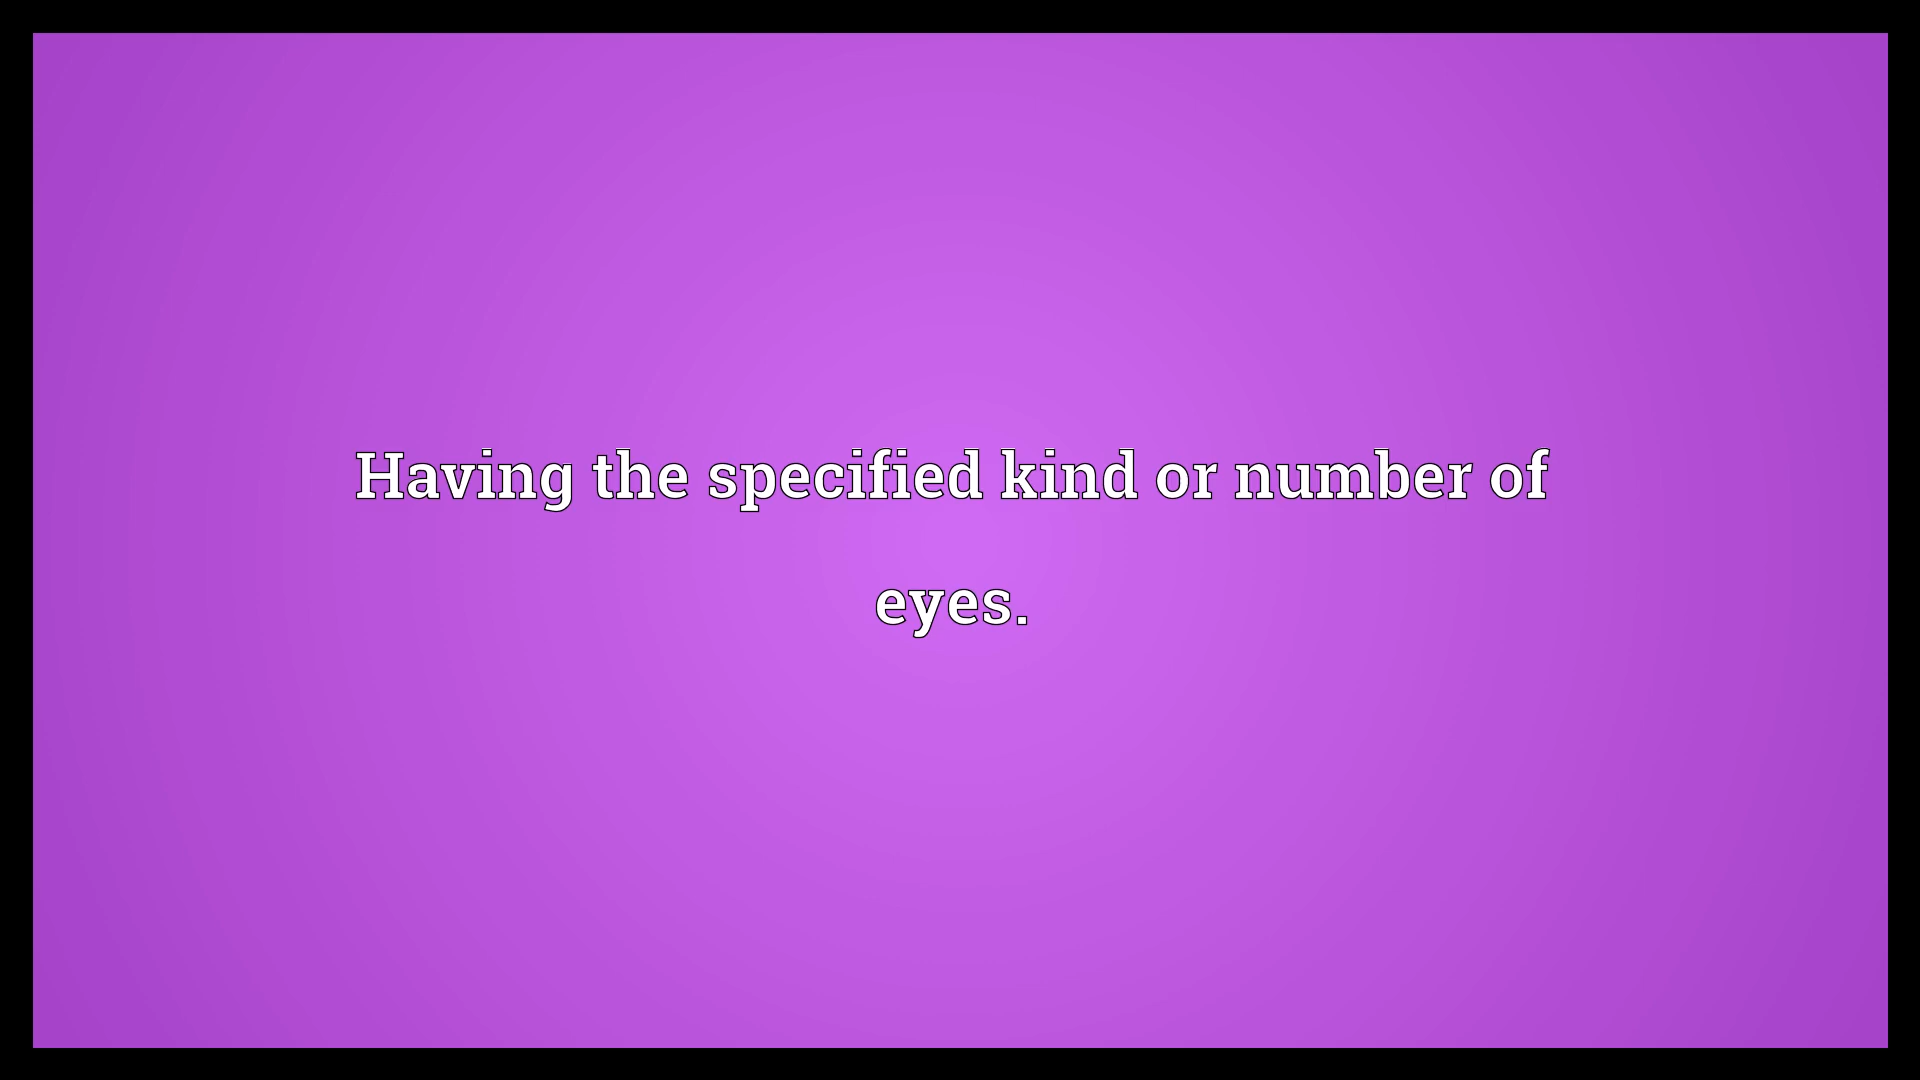 Having the specified kind or number of
eyes.